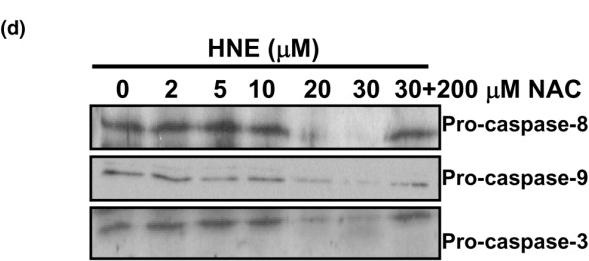 (d)
HNE (μM)
0 2 5 10 20 30 30+200 μM NAC
Pro-caspase-8
Pro-caspase-9
Pro-caspase-3